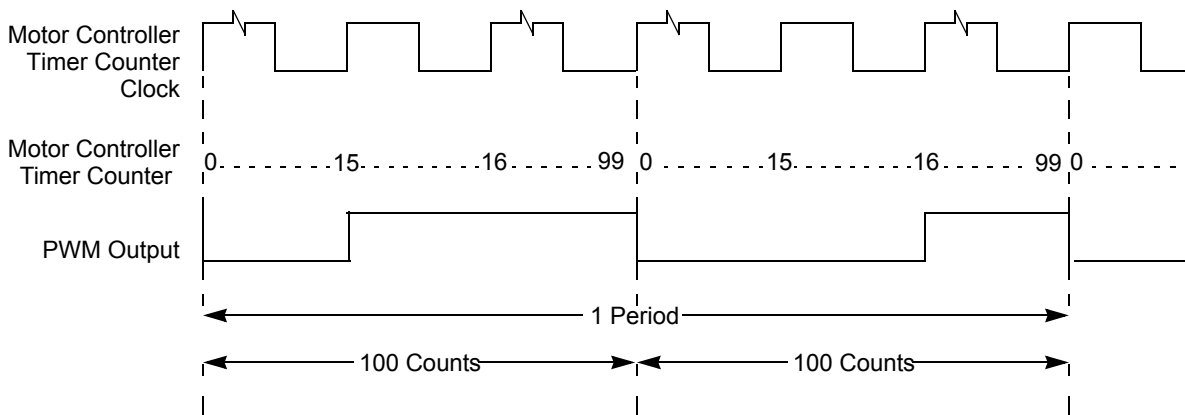 Motor Controller
Timer Counter
Clock
Motor Controller
Timer Counter
0 15 16 99 0 15 16 99 0
PWM Output
1 Period
100 Counts 100 Counts